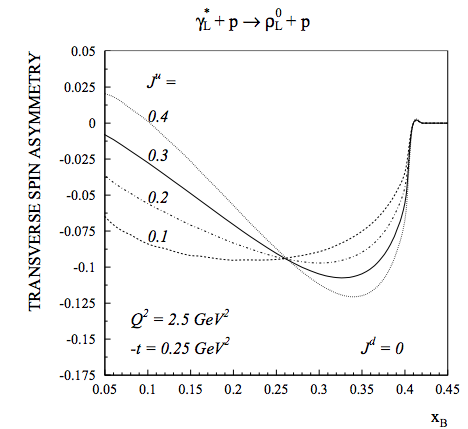 γ*L + p → ρ0L + p
TRANSVERSE SPIN ASYMMETRY
0.05
0.025
0
-0.025
-0.05
-0.075
-0.1
-0.125
-0.15
-0.175
J^u =
0.4
0.3
0.2
0.1
Q² = 2.5 GeV²
-t = 0.25 GeV²
J^d = 0
0.05 0.1 0.15 0.2 0.25 0.3 0.35 0.4 0.45
x_B